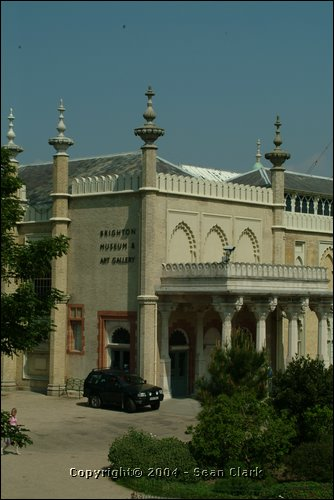 BRIGHTON
MUSEUM &
ART GALLERY
Copyright © 2004 - Sean Clark